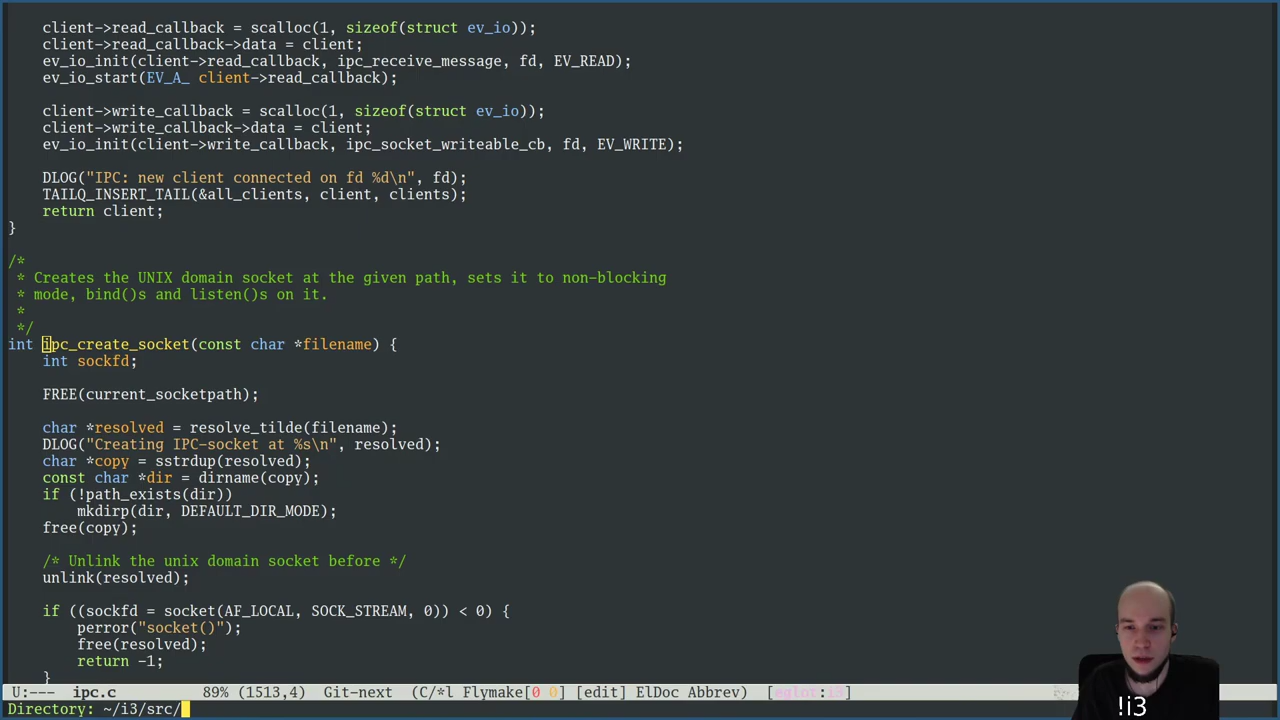 client->read_callback = scalloc(1, sizeof(struct ev_io));
    client->read_callback->data = client;
    ev_io_init(client->read_callback, ipc_receive_message, fd, EV_READ);
    ev_io_start(EV_A_ client->read_callback);

    client->write_callback = scalloc(1, sizeof(struct ev_io));
    client->write_callback->data = client;
    ev_io_init(client->write_callback, ipc_socket_writeable_cb, fd, EV_WRITE);

    DLOG("IPC: new client connected on fd %d\n", fd);
    TAILQ_INSERT_TAIL(&all_clients, client, clients);
    return client;
}

/*
 * Creates the UNIX domain socket at the given path, sets it to non-blocking
 * mode, bind()s and listen()s on it.
 *
 */
int ipc_create_socket(const char *filename) {
    int sockfd;

    FREE(current_socketpath);

    char *resolved = resolve_tilde(filename);
    DLOG("Creating IPC-socket at %s\n", resolved);
    char *copy = sstrdup(resolved);
    const char *dir = dirname(copy);
    if (!path_exists(dir))
        mkdirp(dir, DEFAULT_DIR_MODE);
    free(copy);

    /* Unlink the unix domain socket before */
    unlink(resolved);

    if ((sockfd = socket(AF_LOCAL, SOCK_STREAM, 0)) < 0) {
        perror("socket()");
        free(resolved);
        return -1;
    }
U:---  ipc.c          89% (1513,4)   Git-next  (C/*l Flymake[0 0] [edit] ElDoc Abbrev)  [eglot:i3]
Directory: ~/i3/src/
!i3